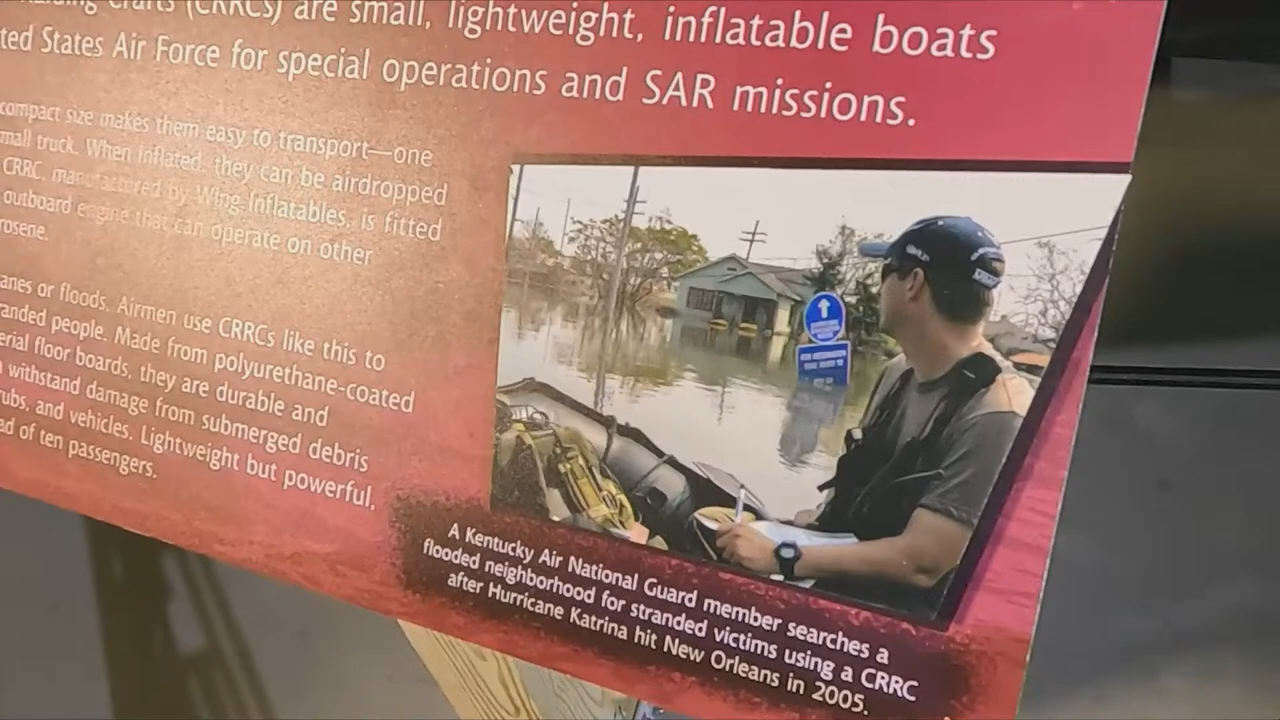 Crafts (CRRCs) are small, lightweight, inflatable boats
ted States Air Force for special operations and SAR missions.
compact size makes them easy to transport—one
mall truck. When inflated, they can be airdropped
CRRC, manufactured by Wing Inflatables, is fitted
outboard engine that can operate on other
rosene.
anes or floods, Airmen use CRRCs like this to
anded people. Made from polyurethane-coated
erial floor boards, they are durable and
withstand damage from submerged debris
rubs, and vehicles. Lightweight but powerful,
ad of ten passengers.
A Kentucky Air National Guard member searches a
flooded neighborhood for stranded victims using a CRRC
after Hurricane Katrina hit New Orleans in 2005.